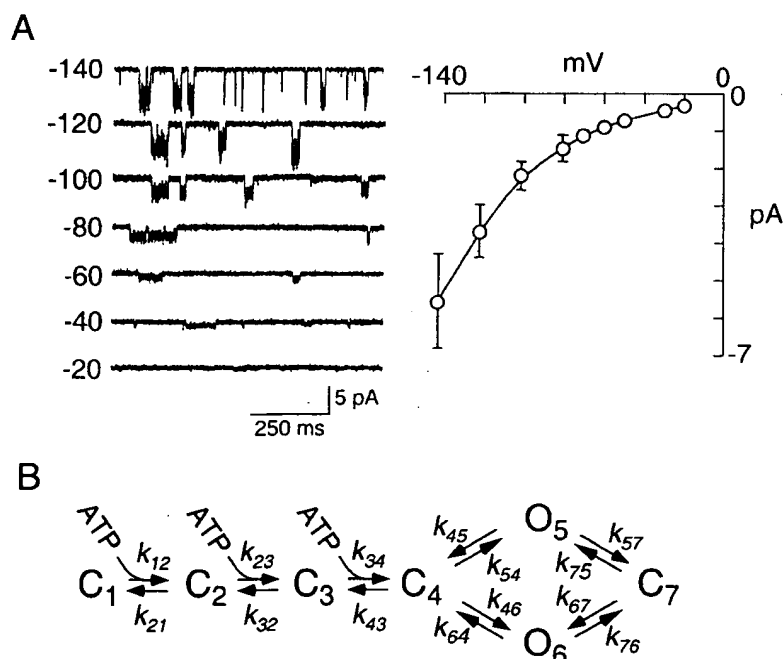 A
-140
-120
-100
-80
-60
-40
-20
5 pA
250 ms
mV
-140
0
0
pA
-7
B
ATP
ATP
ATP
C1
k12
k21
C2
k23
k32
C3
k34
k43
C4
k45
k54
k46
k64
O5
O6
k57
k75
k67
k76
C7